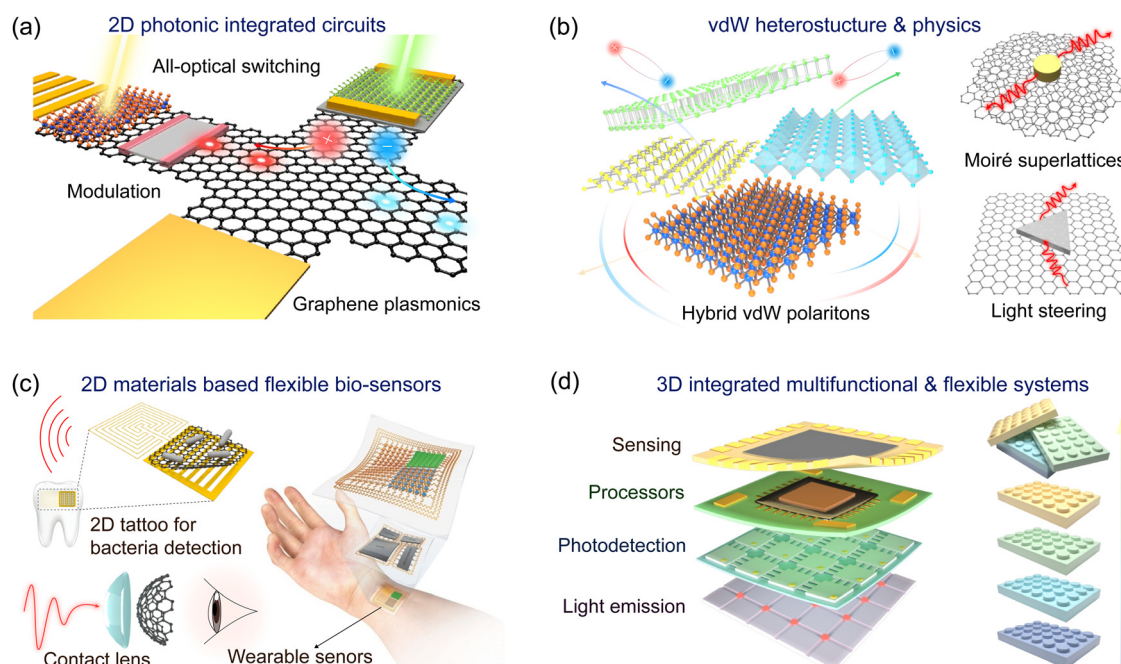 (a) 2D photonic integrated circuits
All-optical switching
Modulation
Graphene plasmonics
(b) vdW heterostucture & physics
Moiré superlattices
Hybrid vdW polaritons
Light steering
(c) 2D materials based flexible bio-sensors
2D tattoo for
bacteria detection
Contact lens
Wearable senors
(d) 3D integrated multifunctional & flexible systems
Sensing
Processors
Photodetection
Light emission